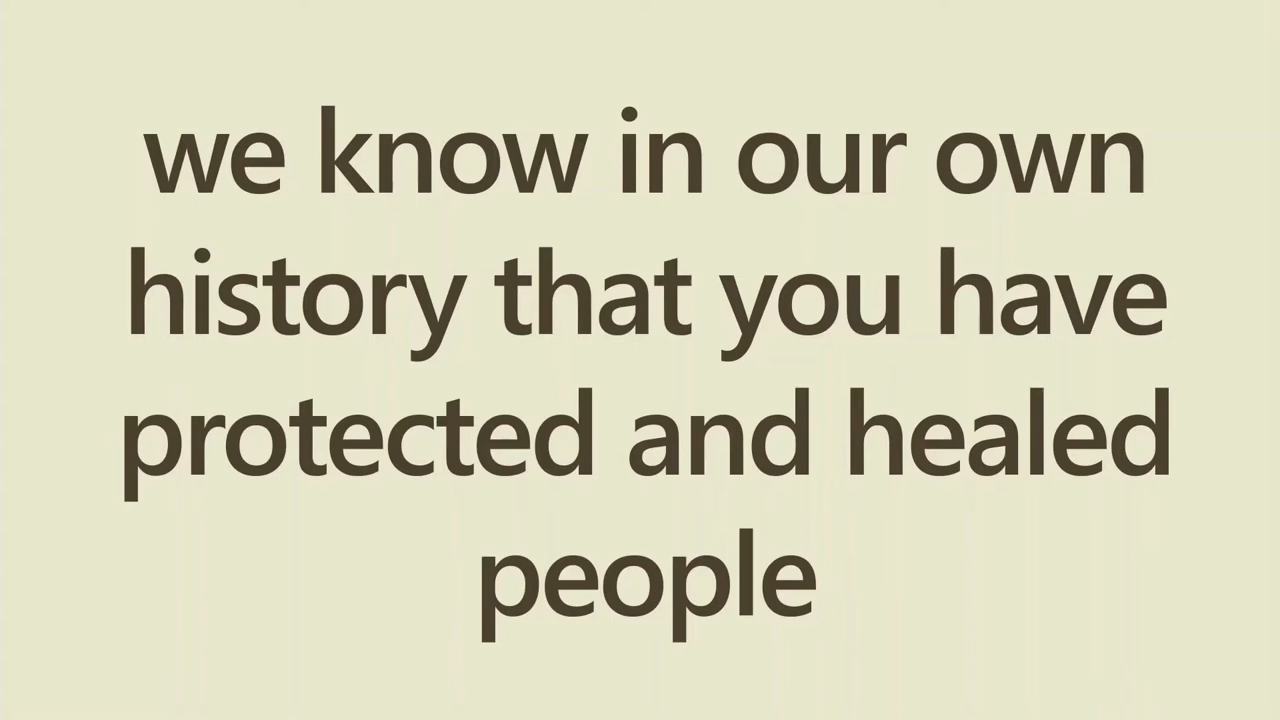 we know in our own
history that you have
protected and healed
people